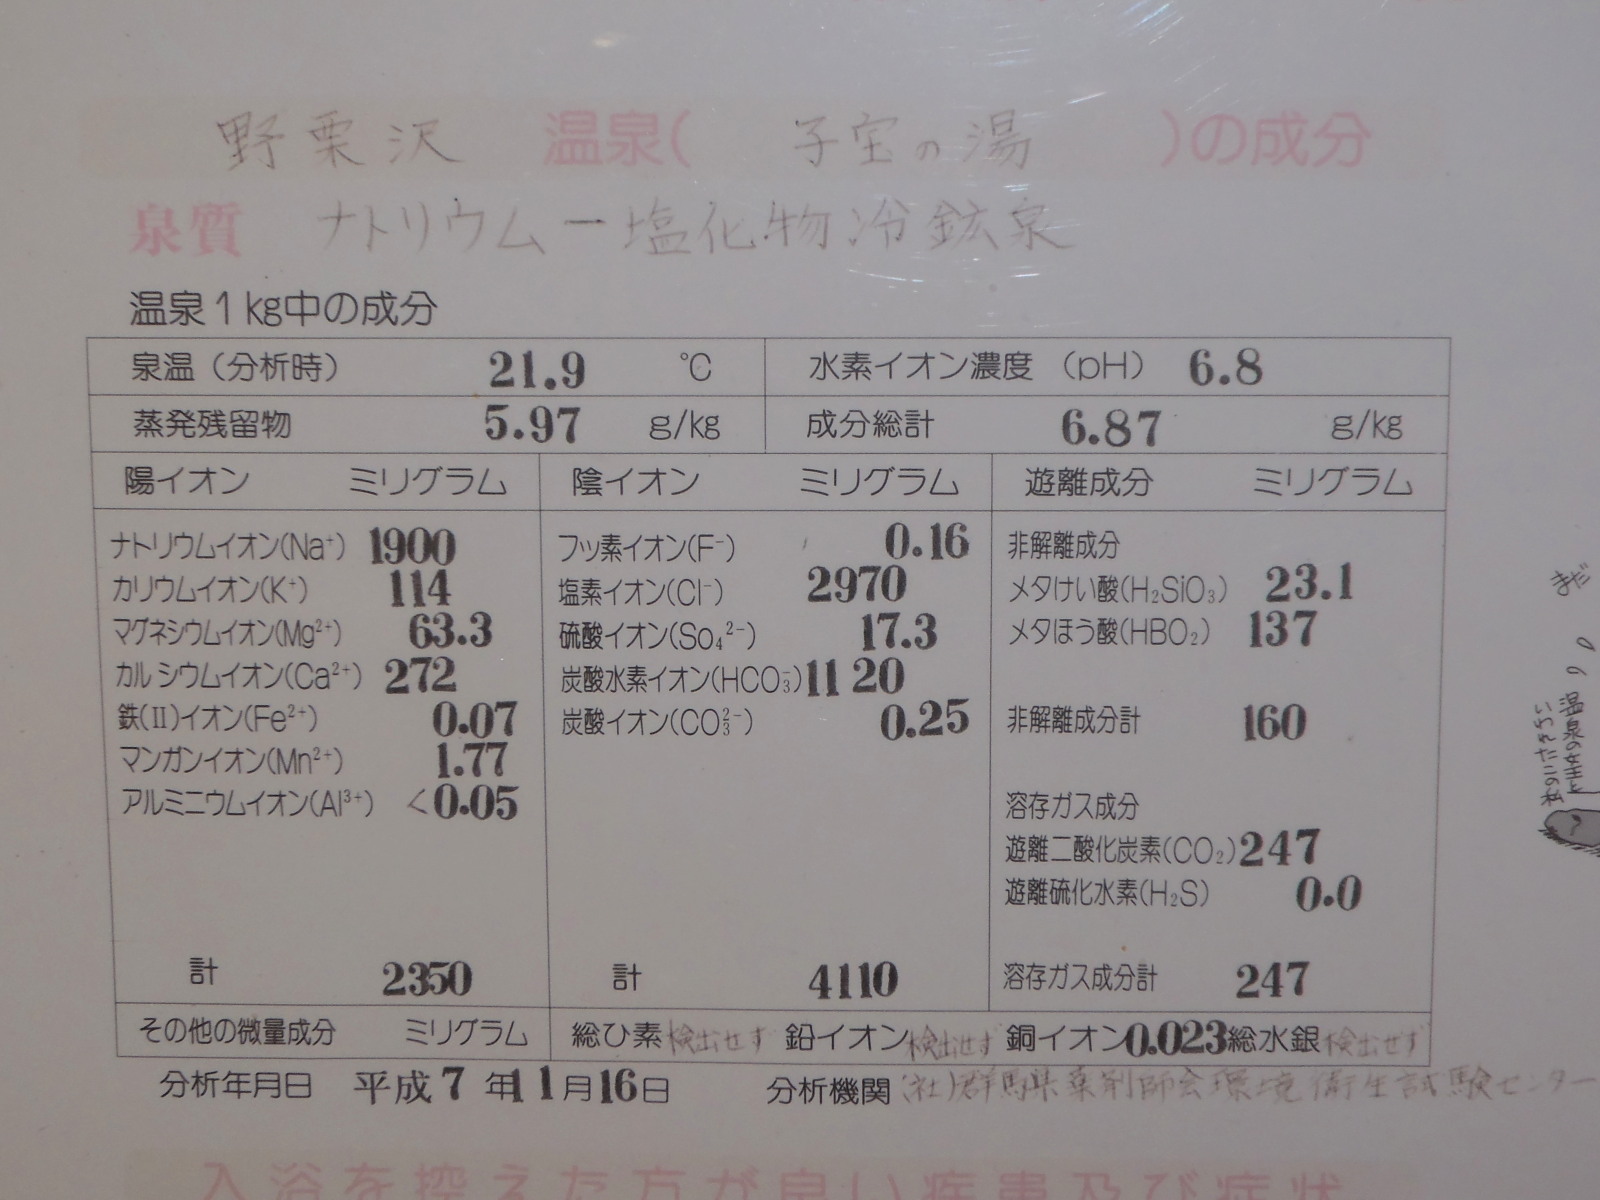 野栗沢 温泉( 子宝の湯 )の成分
泉質 ナトリウムー塩化物冷鉱泉
温泉1kg中の成分
泉温(分析時) 21.9 ℃ 水素イオン濃度 (pH) 6.8
蒸発残留物 5.97 g/kg 成分総計 6.87 g/kg
陽イオン ミリグラム 陰イオン ミリグラム 遊離成分 ミリグラム
ナトリウムイオン(Na⁺) 1900 フッ素イオン(F⁻) 0.16 非解離成分
カリウムイオン(K⁺) 114 塩素イオン(Cl⁻) 2970 メタけい酸(H₂SiO₃) 23.1
マグネシウムイオン(Mg²⁺) 63.3 硫酸イオン(So₄²⁻) 17.3 メタほう酸(HBO₂) 137
カルシウムイオン(Ca²⁺) 272 炭酸水素イオン(HCO₃⁻) 1120
鉄(II)イオン(Fe²⁺) 0.07 炭酸イオン(CO₃²⁻) 0.25 非解離成分計 160
マンガンイオン(Mn²⁺) 1.77
アルミニウムイオン(Al³⁺) <0.05 溶存ガス成分
遊離二酸化炭素(CO₂) 247
遊離硫化水素(H₂S) 0.0
計 2350 計 4110 溶存ガス成分計 247
その他の微量成分 ミリグラム 総ひ素 検出せず 鉛イオン 検出せず 銅イオン 0.023 総水銀 検出せず
分析年月日 平成7年11月16日 分析機関 (社)群馬県薬剤師会環境衛生試験センター
入浴を控えた方が良い疾患及び症状
まだ
温泉の女王と
いわれたこの私